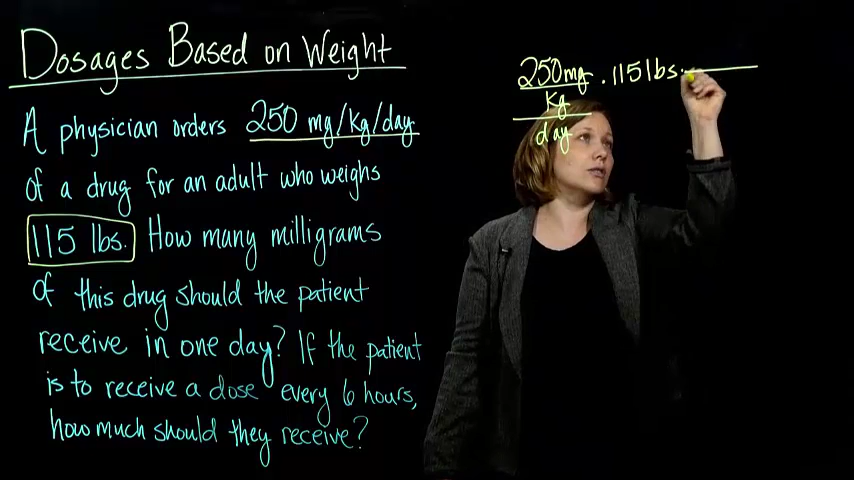 Dosages Based on Weight
A physician orders 250 mg/kg/day
of a drug for an adult who weighs
115 lbs. How many milligrams
of this drug should the patient
receive in one day? If the patient
is to receive a dose every 6 hours,
how much should they receive?
250mg · 115 lbs ·
kg
day